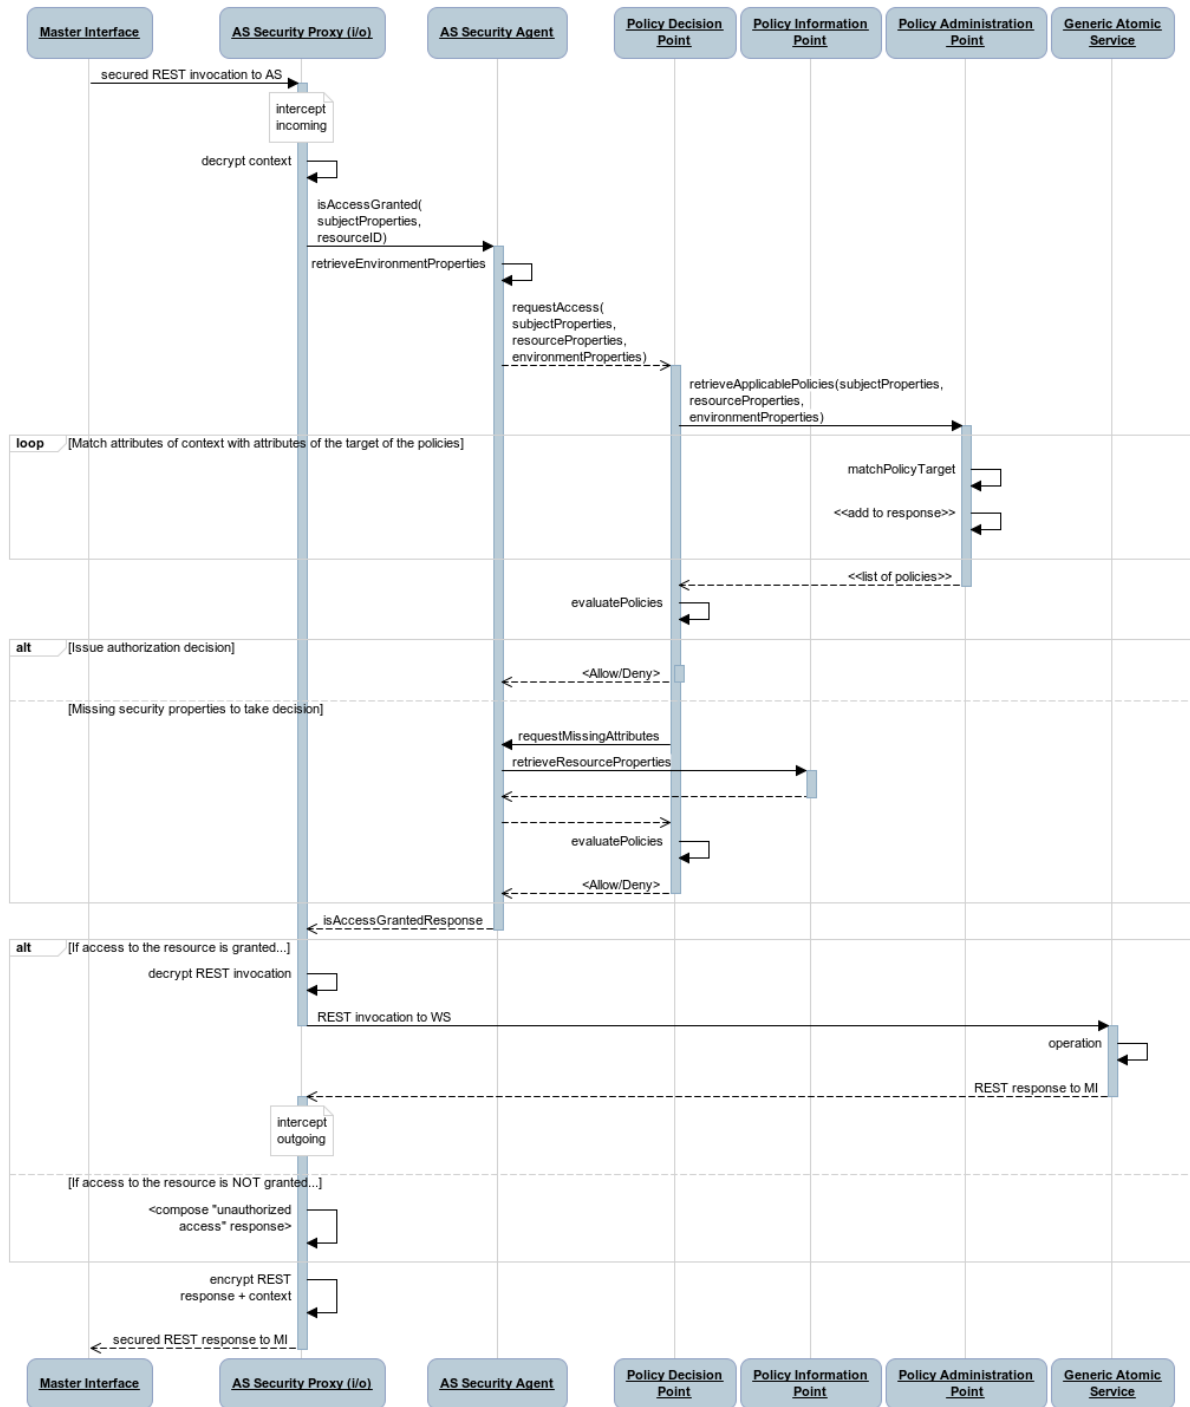 Master Interface
AS Security Proxy (i/o)
AS Security Agent
Policy Decision
Point
Policy Information
Point
Policy Administration
Point
Generic Atomic
Service
secured REST invocation to AS
intercept
incoming
decrypt context
isAccessGranted(
subjectProperties,
resourceID)
retrieveEnvironmentProperties
requestAccess(
subjectProperties,
resourceProperties,
environmentProperties)
retrieveApplicablePolicies(subjectProperties,
resourceProperties,
environmentProperties)
loop
[Match attributes of context with attributes of the target of the policies]
matchPolicyTarget
<<add to response>>
<<list of policies>>
evaluatePolicies
alt
[Issue authorization decision]
<Allow/Deny>
[Missing security properties to take decision]
requestMissingAttributes
retrieveResourceProperties
evaluatePolicies
<Allow/Deny>
isAccessGrantedResponse
alt
[If access to the resource is granted...]
decrypt REST invocation
REST invocation to WS
operation
REST response to MI
intercept
outgoing
[If access to the resource is NOT granted...]
<compose "unauthorized
access" response>
encrypt REST
response + context
secured REST response to MI
Master Interface
AS Security Proxy (i/o)
AS Security Agent
Policy Decision
Point
Policy Information
Point
Policy Administration
Point
Generic Atomic
Service